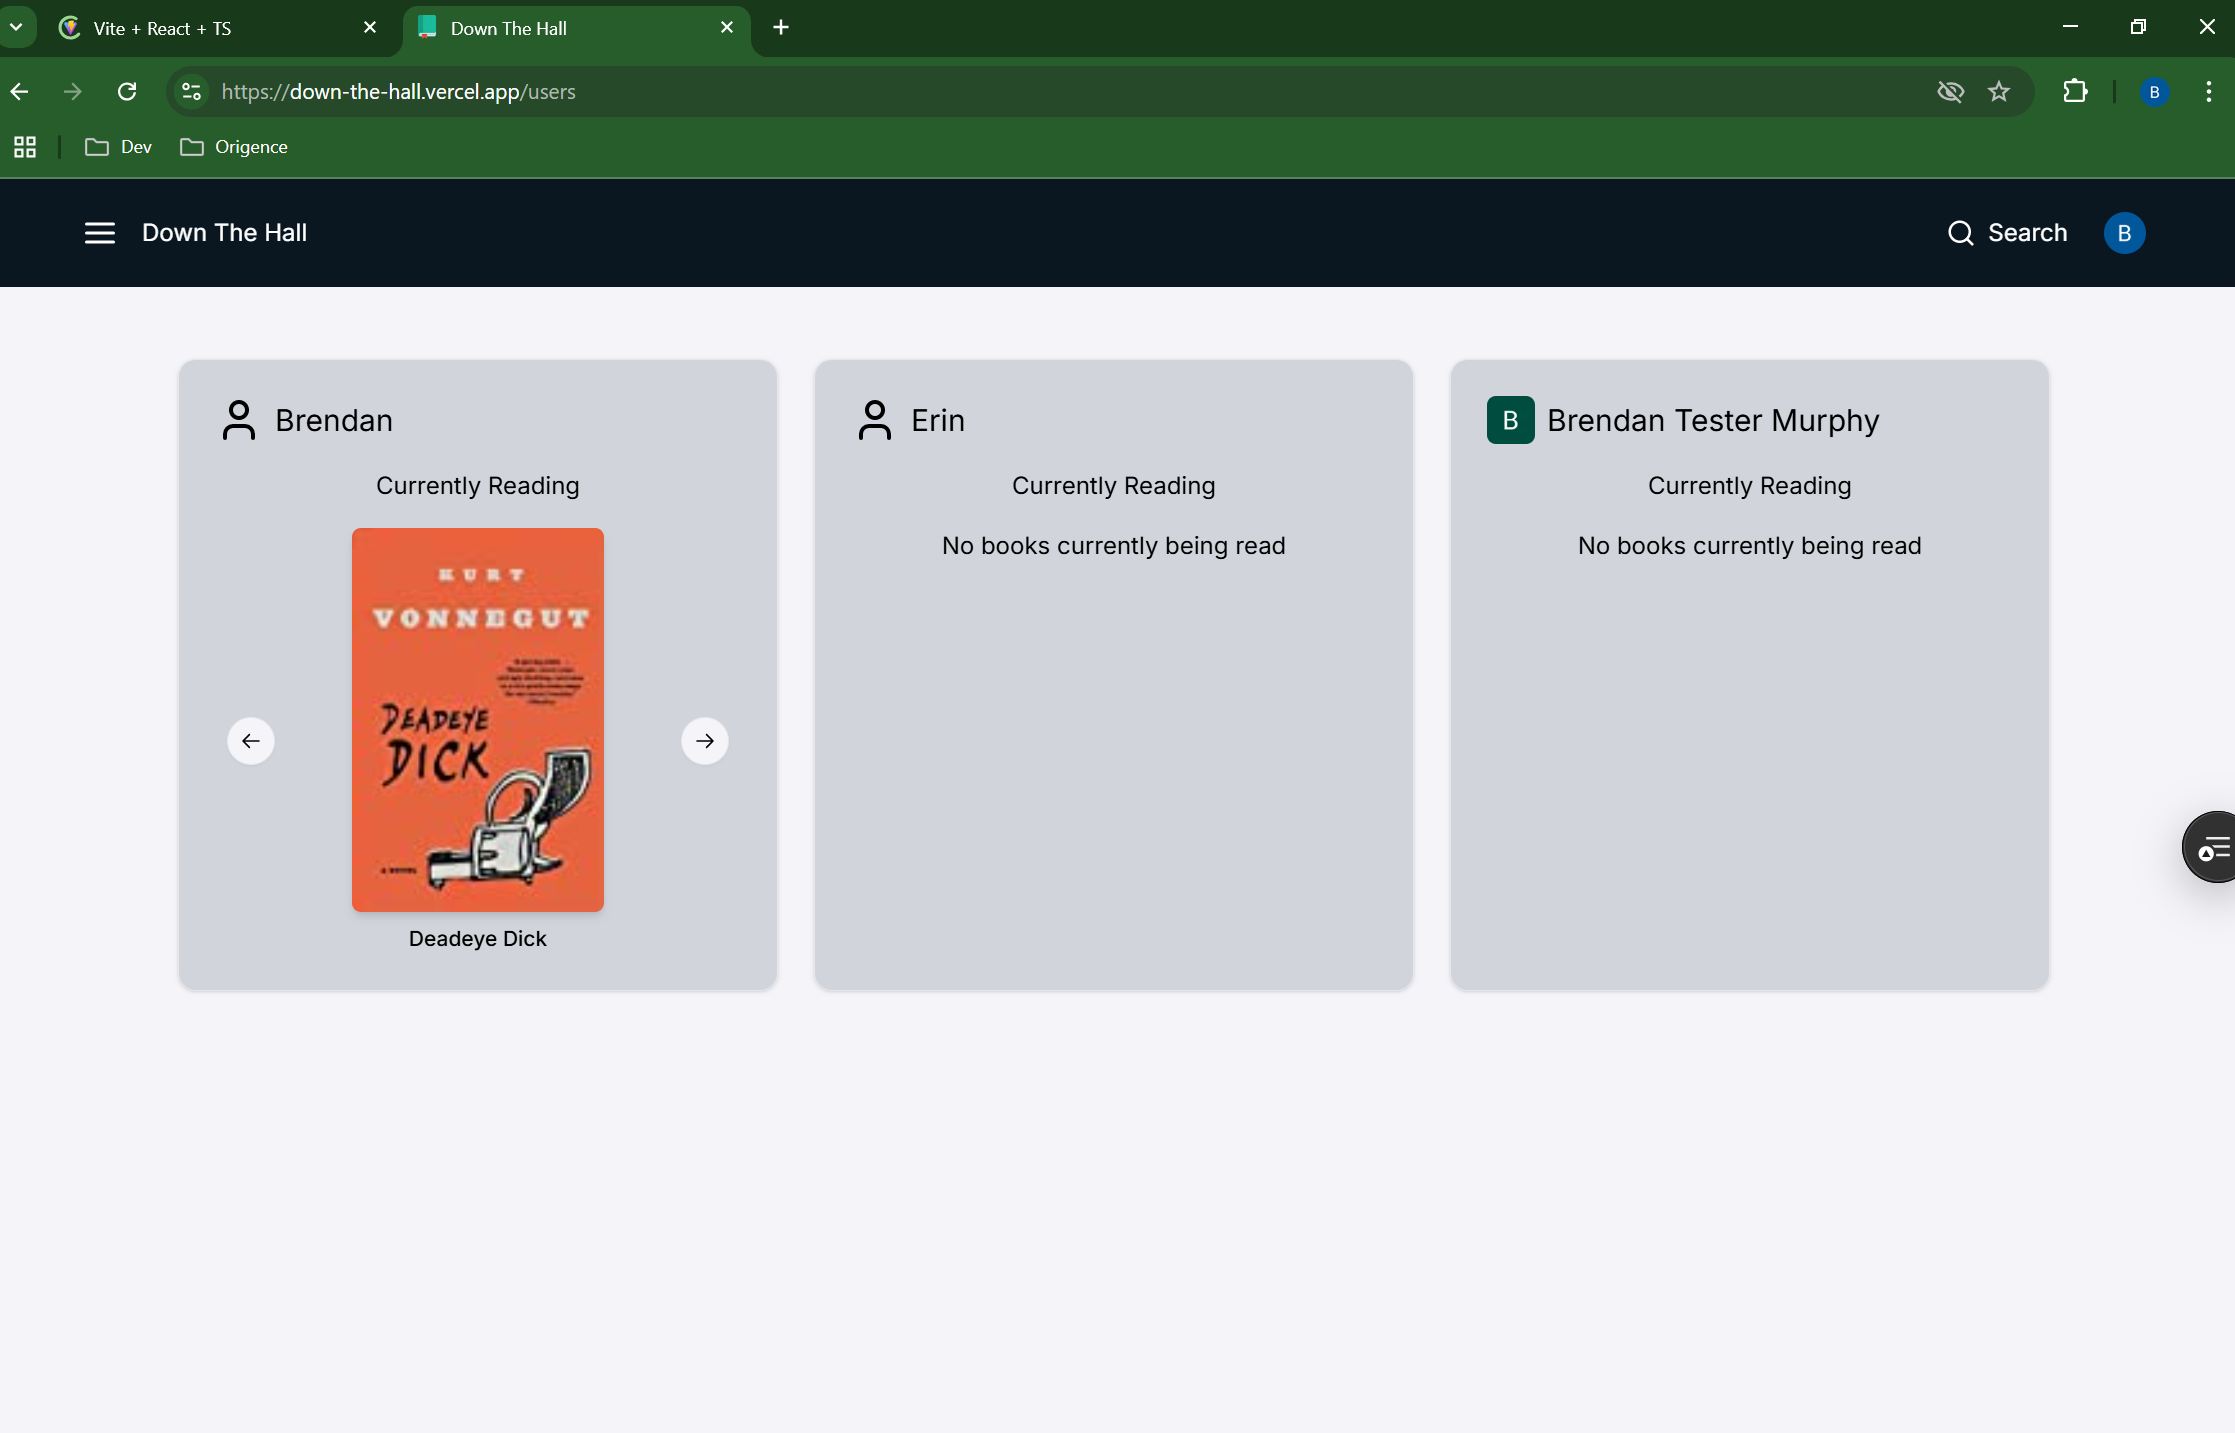 Vite + React + TS
Down The Hall
https://down-the-hall.vercel.app/users
B
Dev
Origence
Down The Hall
Search
B
Brendan
Currently Reading
KURT
VONNEGUT
DEADEYE
DICK
A NOVEL
Deadeye Dick
Erin
Currently Reading
No books currently being read
B
Brendan Tester Murphy
Currently Reading
No books currently being read